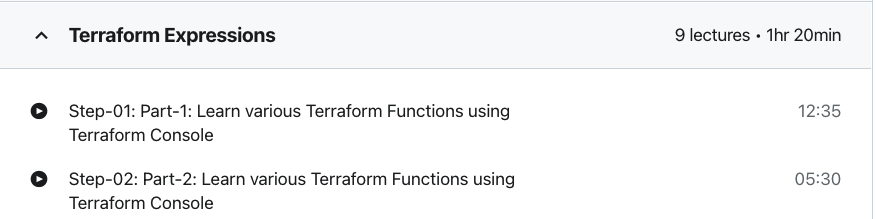 Terraform Expressions
9 lectures • 1hr 20min
Step-01: Part-1: Learn various Terraform Functions using
Terraform Console
12:35
Step-02: Part-2: Learn various Terraform Functions using
Terraform Console
05:30